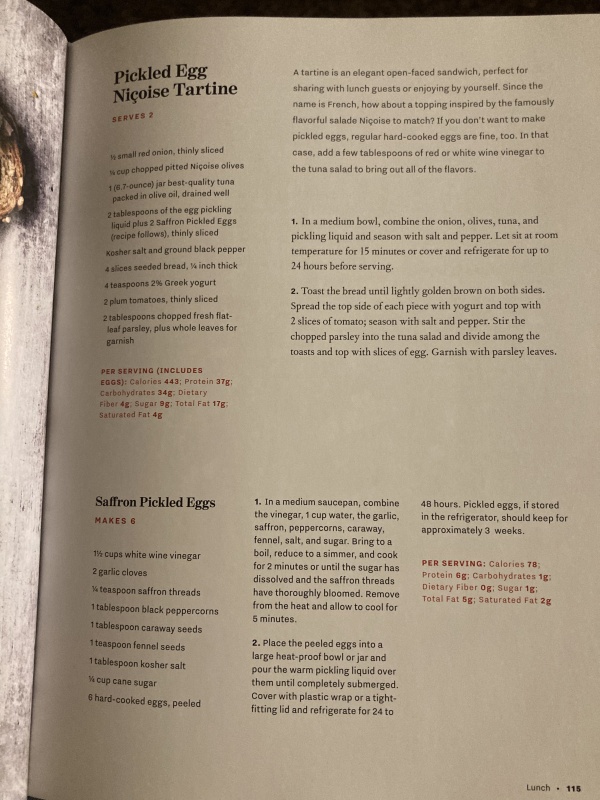 Pickled Egg
Niçoise Tartine
SERVES 2
½ small red onion, thinly sliced
¼ cup chopped pitted Niçoise olives
1 (6.7-ounce) jar best-quality tuna
packed in olive oil, drained well
2 tablespoons of the egg pickling
liquid plus 2 Saffron Pickled Eggs
(recipe follows), thinly sliced
Kosher salt and ground black pepper
4 slices seeded bread, ¼ inch thick
4 teaspoons 2% Greek yogurt
2 plum tomatoes, thinly sliced
2 tablespoons chopped fresh flat-
leaf parsley, plus whole leaves for
garnish
PER SERVING (INCLUDES
EGGS): Calories 443; Protein 37g;
Carbohydrates 34g; Dietary
Fiber 4g; Sugar 9g; Total Fat 17g;
Saturated Fat 4g
A tartine is an elegant open-faced sandwich, perfect for
sharing with lunch guests or enjoying by yourself. Since the
name is French, how about a topping inspired by the famously
flavorful salade Niçoise to match? If you don't want to make
pickled eggs, regular hard-cooked eggs are fine, too. In that
case, add a few tablespoons of red or white wine vinegar to
the tuna salad to bring out all of the flavors.
1. In a medium bowl, combine the onion, olives, tuna, and
pickling liquid and season with salt and pepper. Let sit at room
temperature for 15 minutes or cover and refrigerate for up to
24 hours before serving.
2. Toast the bread until lightly golden brown on both sides.
Spread the top side of each piece with yogurt and top with
2 slices of tomato; season with salt and pepper. Stir the
chopped parsley into the tuna salad and divide among the
toasts and top with slices of egg. Garnish with parsley leaves.
Saffron Pickled Eggs
MAKES 6
1½ cups white wine vinegar
2 garlic cloves
¼ teaspoon saffron threads
1 tablespoon black peppercorns
1 tablespoon caraway seeds
1 teaspoon fennel seeds
1 tablespoon kosher salt
¼ cup cane sugar
6 hard-cooked eggs, peeled
1. In a medium saucepan, combine
the vinegar, 1 cup water, the garlic,
saffron, peppercorns, caraway,
fennel, salt, and sugar. Bring to a
boil, reduce to a simmer, and cook
for 2 minutes or until the sugar has
dissolved and the saffron threads
have thoroughly bloomed. Remove
from the heat and allow to cool for
5 minutes.
2. Place the peeled eggs into a
large heat-proof bowl or jar and
pour the warm pickling liquid over
them until completely submerged.
Cover with plastic wrap or a tight-
fitting lid and refrigerate for 24 to
48 hours. Pickled eggs, if stored
in the refrigerator, should keep for
approximately 3 weeks.
PER SERVING: Calories 78;
Protein 6g; Carbohydrates 1g;
Dietary Fiber 0g; Sugar 1g;
Total Fat 5g; Saturated Fat 2g
Lunch • 115